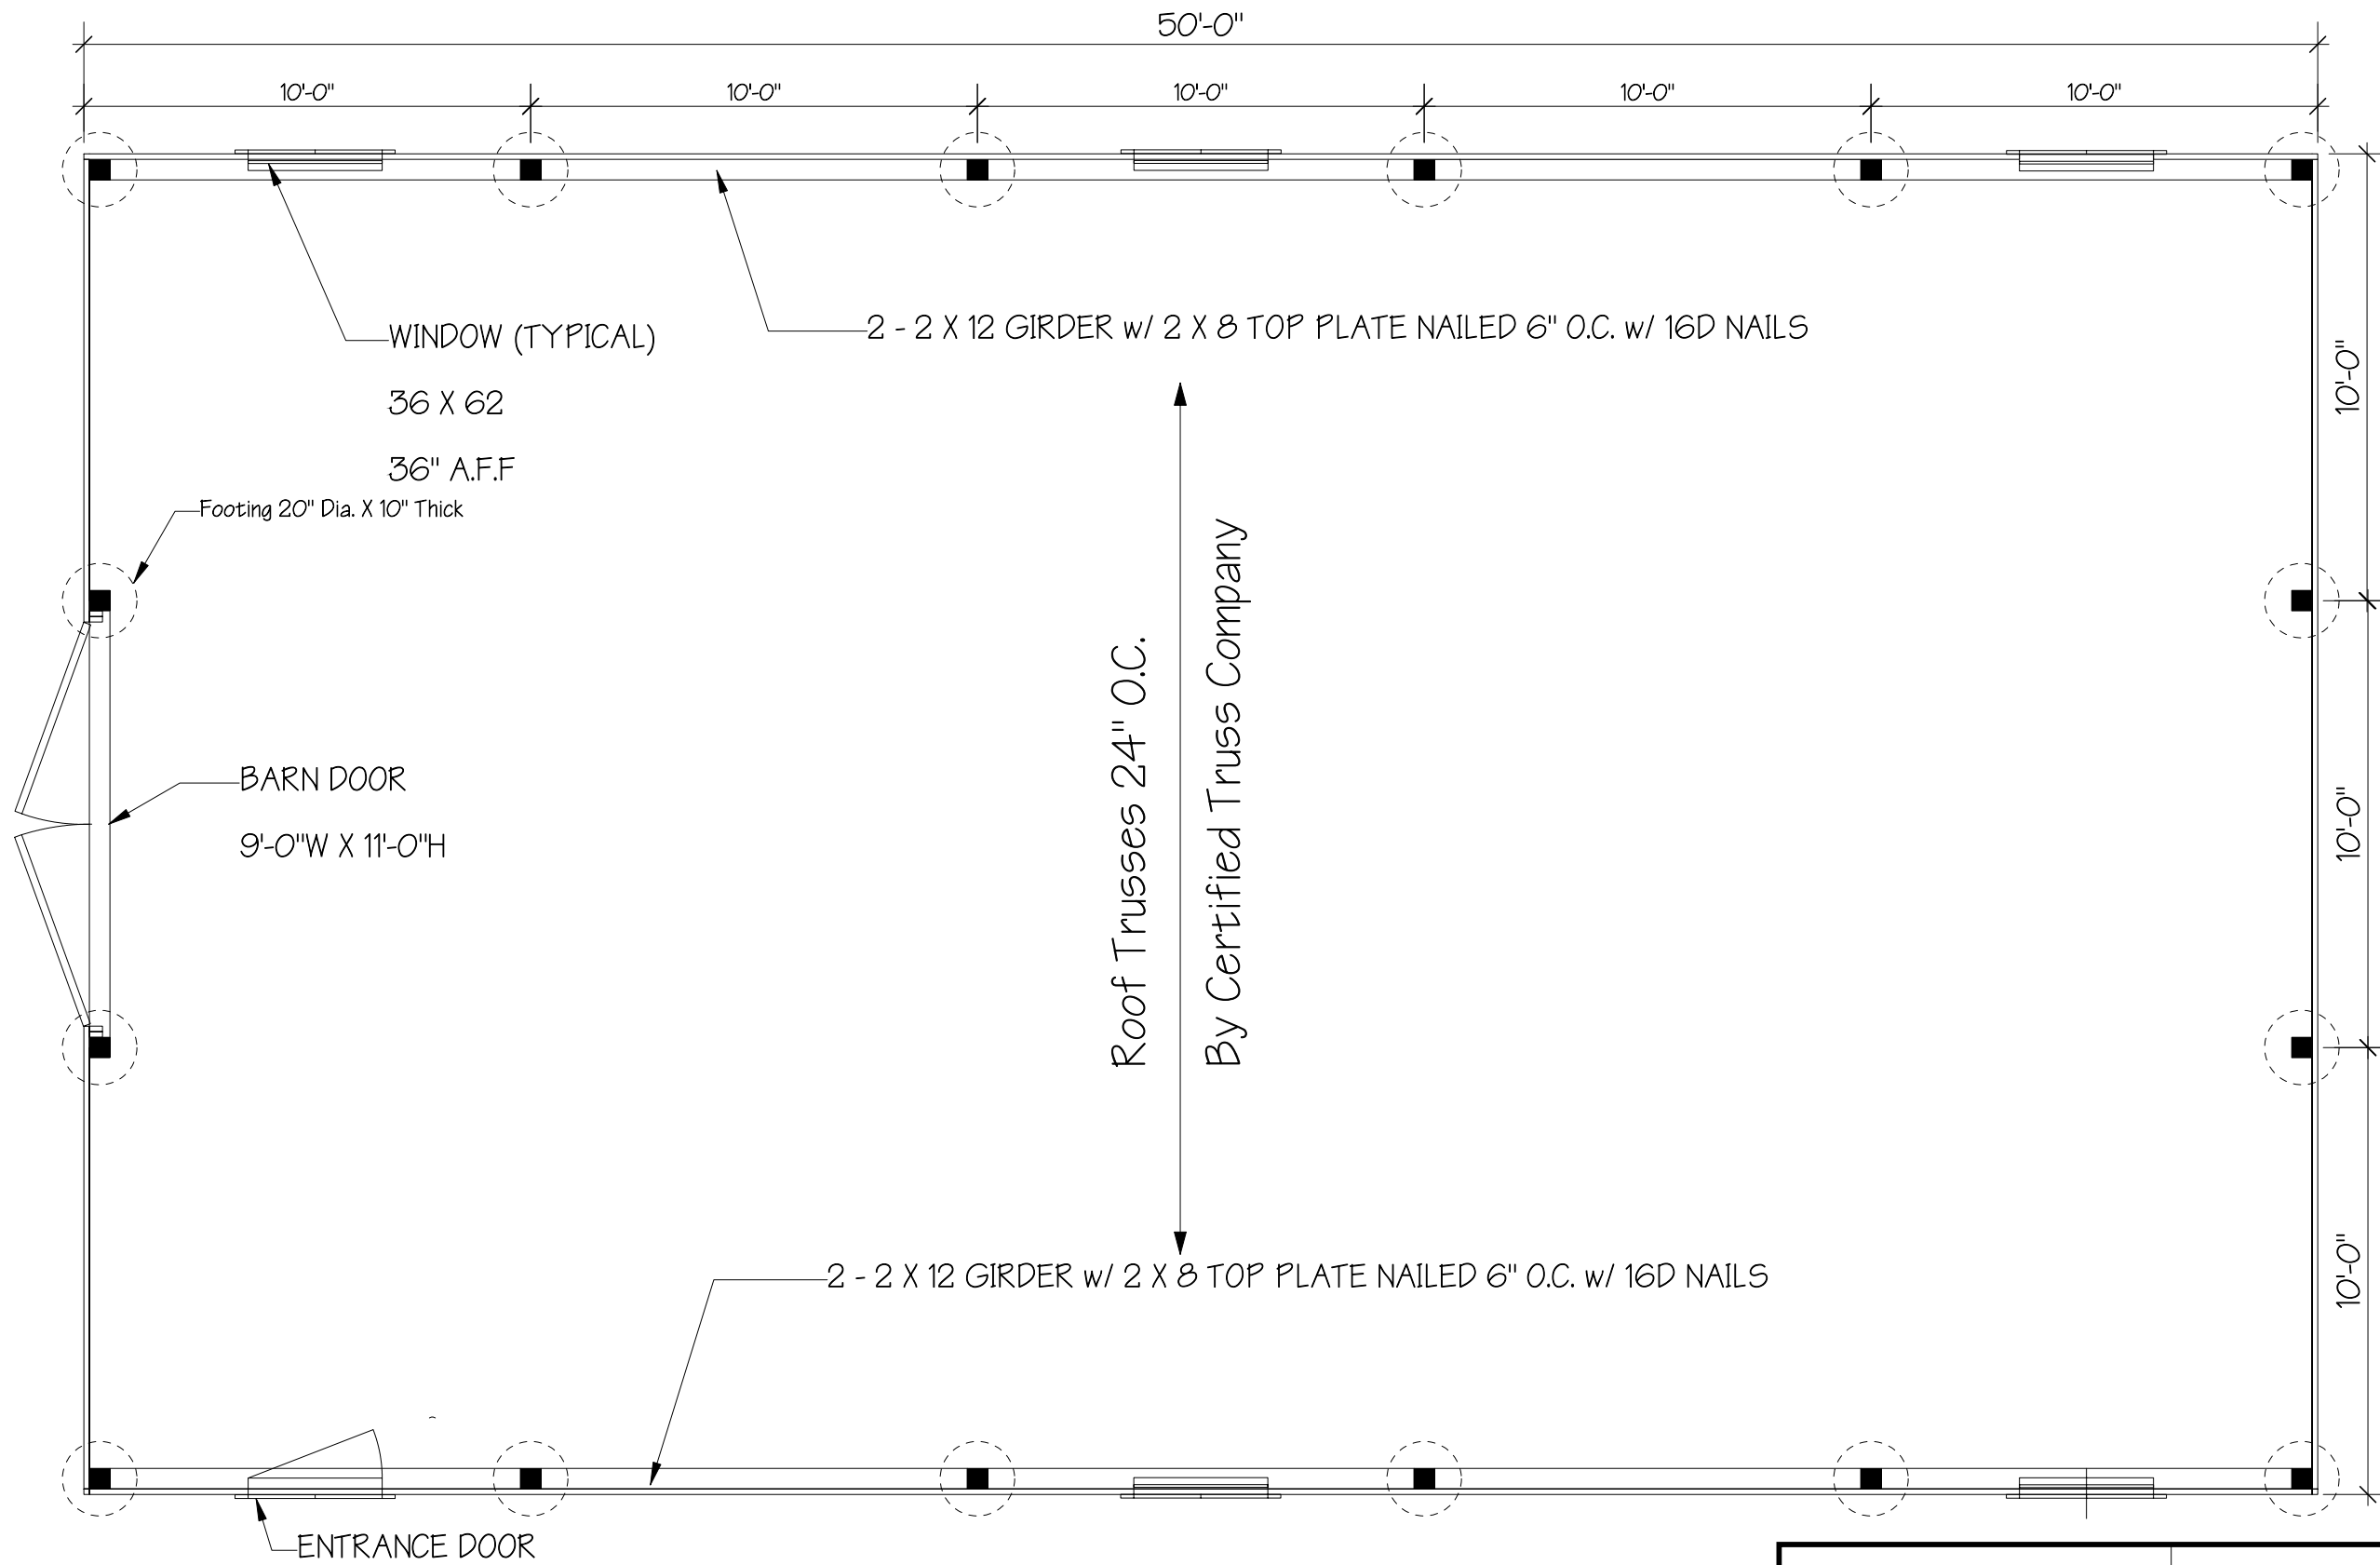 50'-0"
10'-0"
10'-0"
10'-0"
10'-0"
10'-0"
2 - 2 X 12 GIRDER w/ 2 X 8 TOP PLATE NAILED 6" O.C. w/ 16D NAILS
WINDOW (TYPICAL)
36 X 62
36" A.F.F
Footing 20" Dia. X 10" Thick
10'-0"
BARN DOOR
9'-0"W X 11'-0"H
Roof Trusses 24" O.C.
By Certified Truss Company
10'-0"
2 - 2 X 12 GIRDER w/ 2 X 8 TOP PLATE NAILED 6" O.C. w/ 16D NAILS
10'-0"
ENTRANCE DOOR